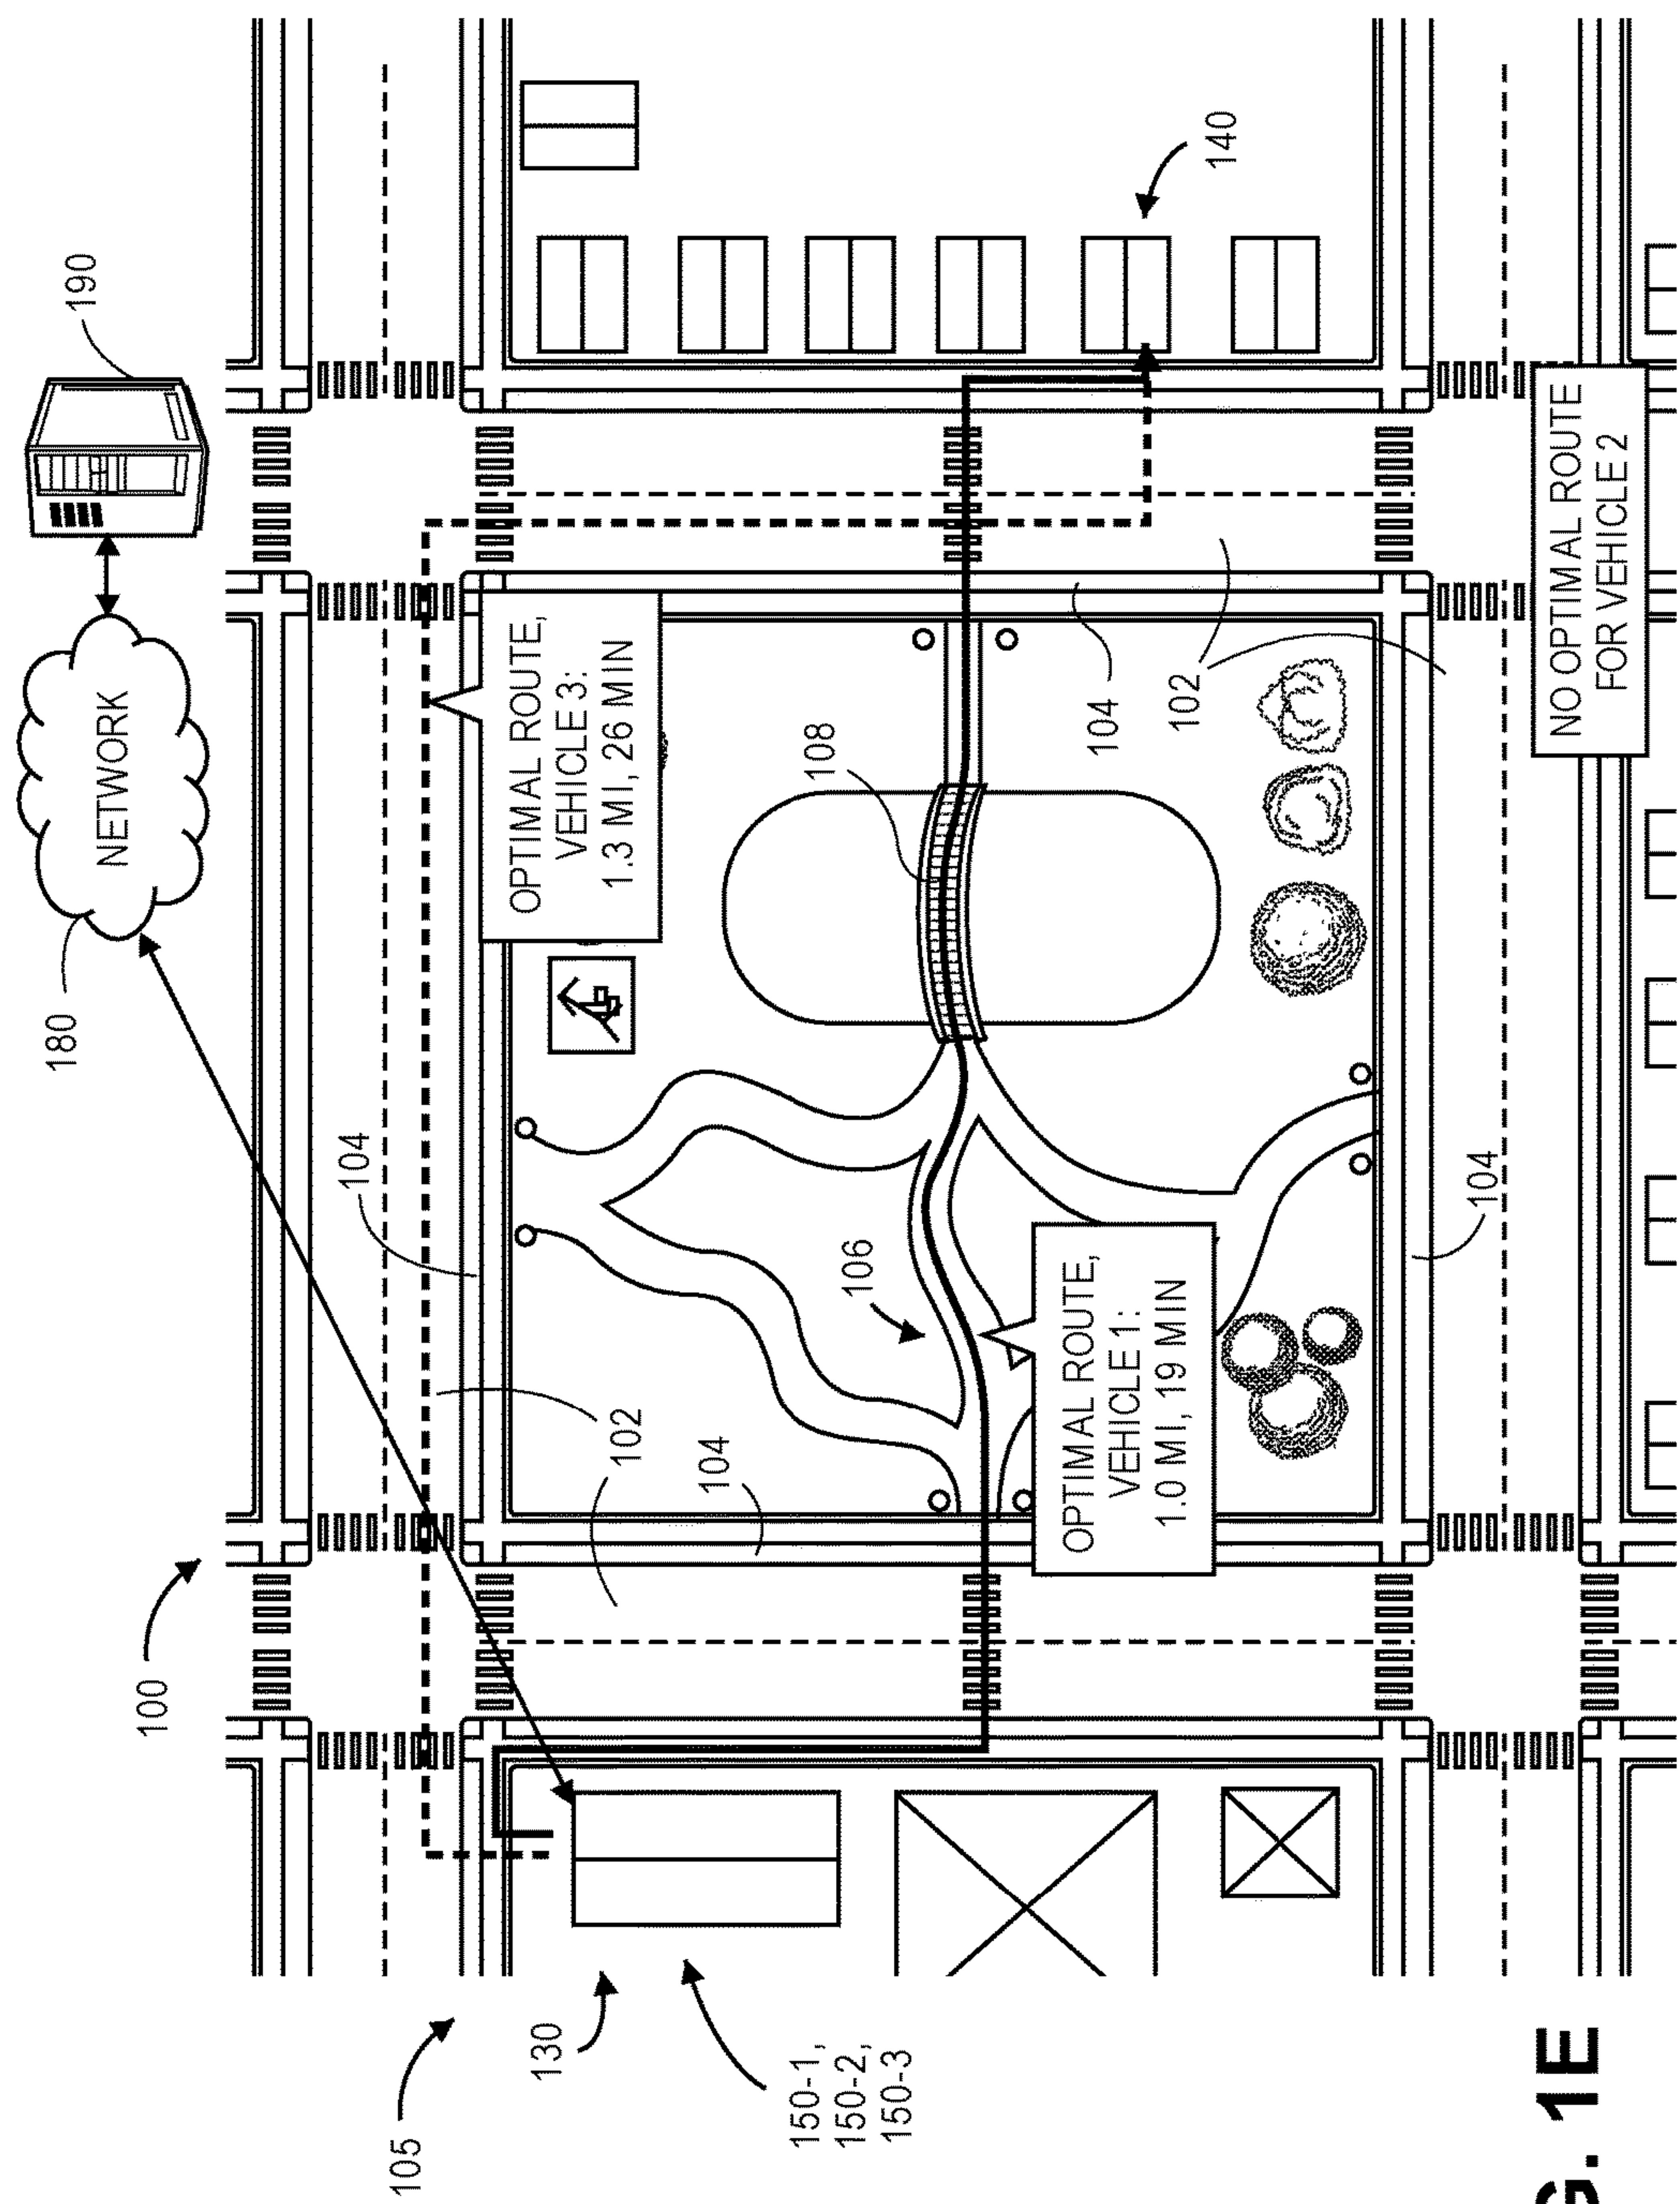 180
190
NETWORK
100
104
105
OPTIMAL ROUTE,
VEHICLE 3:
1.3 MI, 26 MIN
130
102
104
150-1,
150-2,
150-3
108
106
OPTIMAL ROUTE,
VEHICLE 1:
1.0 MI, 19 MIN
104
102
140
104
NO OPTIMAL ROUTE
FOR VEHICLE 2
G. 1E